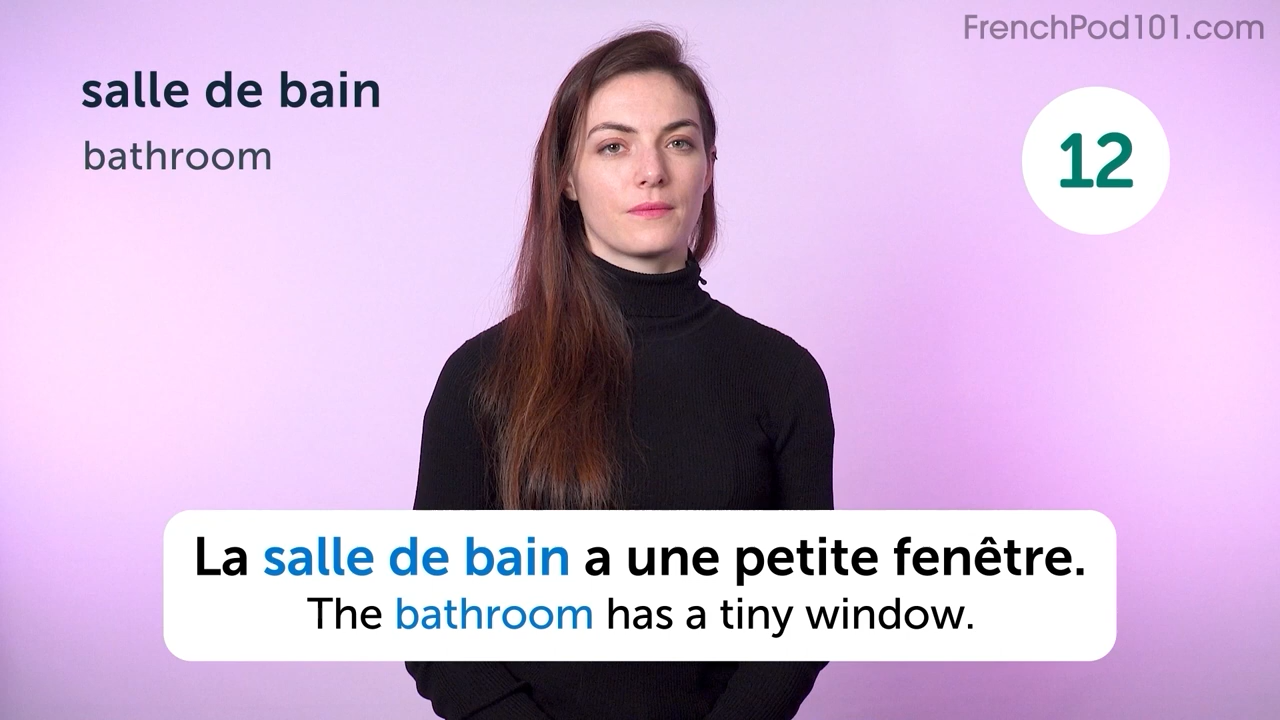 FrenchPod101.com
salle de bain
bathroom
12
La salle de bain a une petite fenêtre.
The bathroom has a tiny window.